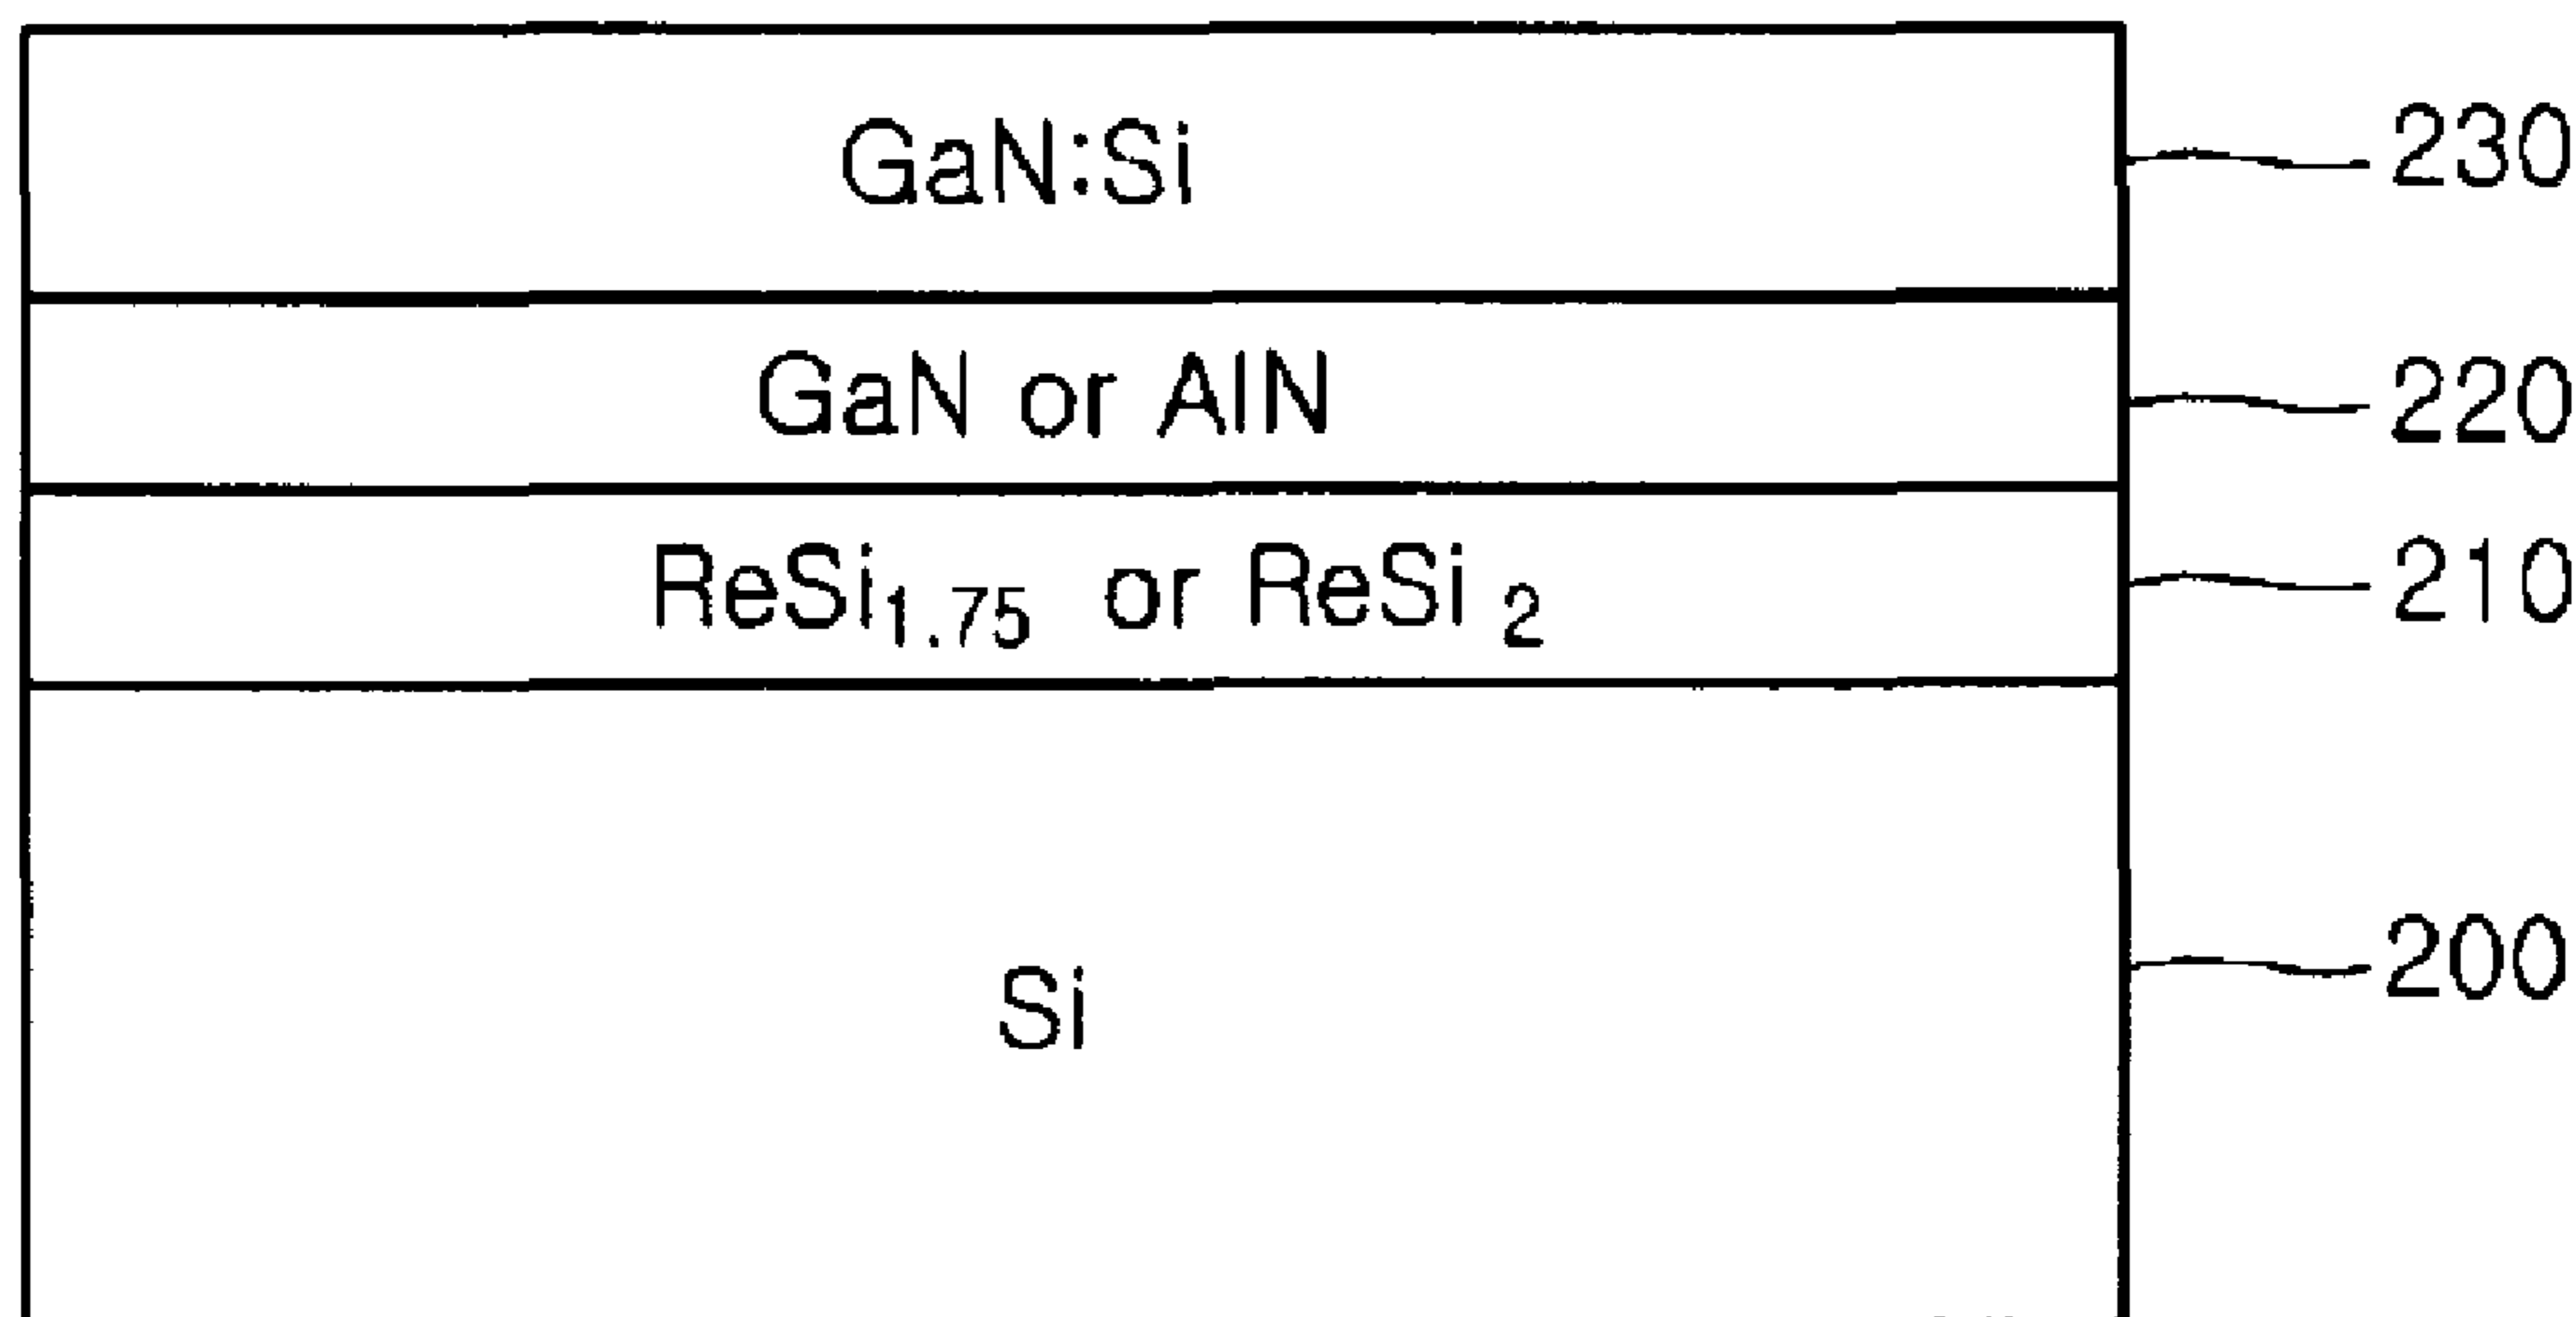 GaN:Si 230
GaN or AlN 220
ReSi1.75 or ReSi2 210
Si 200